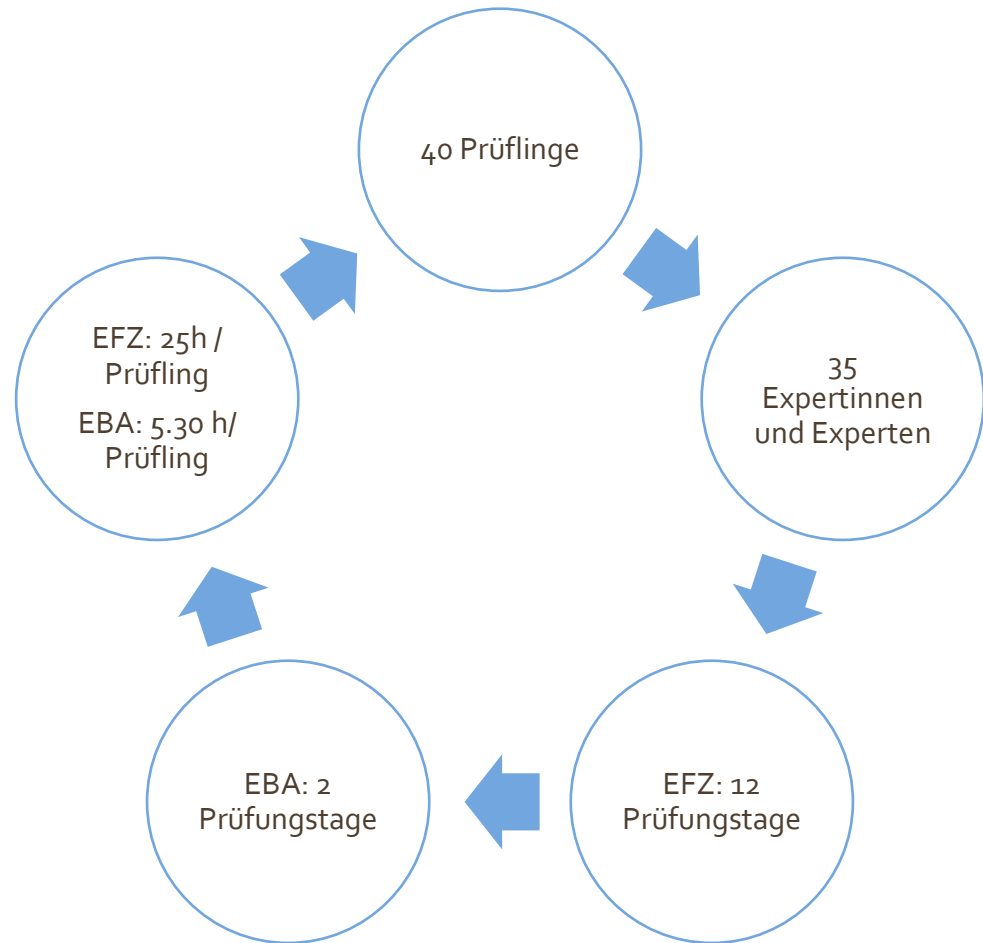 40 Prüflinge
35
Expertinnen
und Experten
EFZ: 12
Prüfungstage
EBA: 2
Prüfungstage
EFZ: 25h /
Prüfling
EBA: 5.30 h/
Prüfling